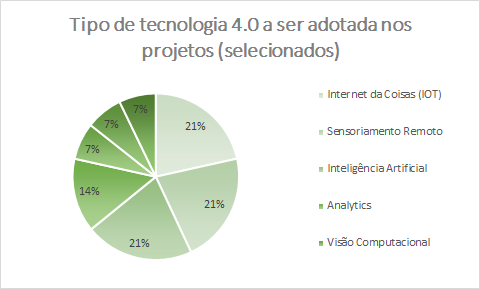 Tipo de tecnologia 4.0 a ser adotada nos
projetos (selecionados)
21%
21%
21%
14%
7%
7%
7%
Internet da Coisas (IOT)
Sensoriamento Remoto
Inteligência Artificial
Analytics
Visão Computacional